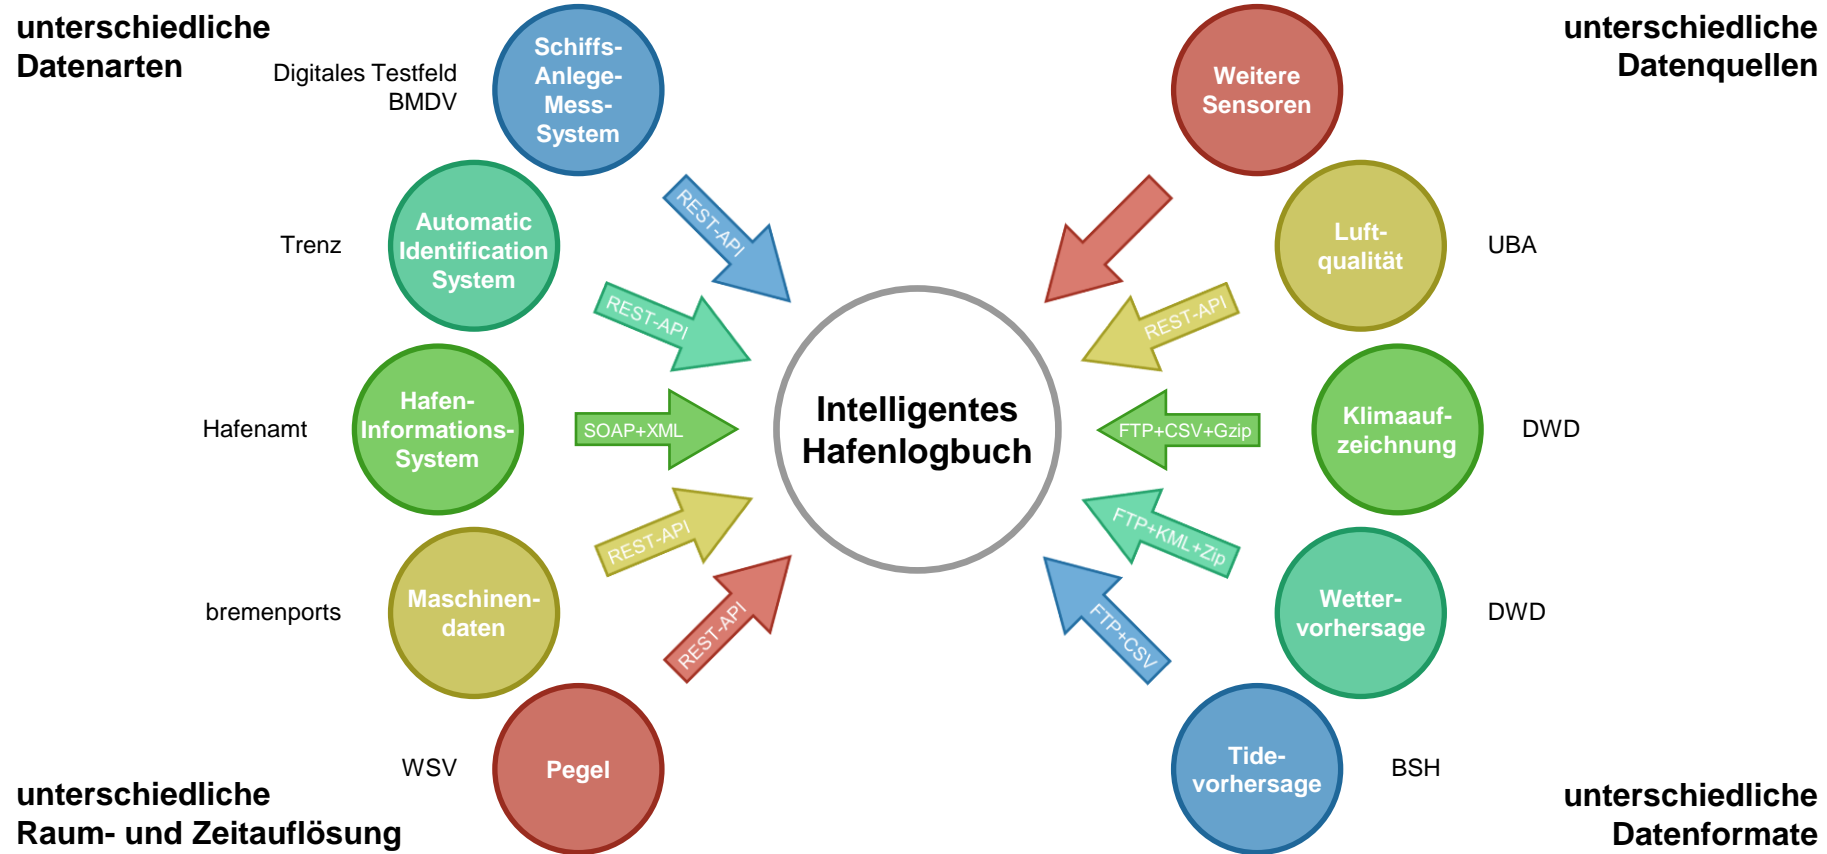 unterschiedliche
Datenarten
Digitales Testfeld
BMDV
Schiffs-
Anlege-
Mess-
System
REST-API
Trenz
Automatic
Identification
System
REST-API
Hafenamt
Hafen-
Informations-
System
SOAP+XML
bremenports
Maschinen-
daten
REST-API
WSV
Pegel
REST-API
unterschiedliche
Raum- und Zeitauflösung
Intelligentes
Hafenlogbuch
unterschiedliche
Datenquellen
Weitere
Sensoren
Luft-
qualität
UBA
REST-API
Klimaauf-
zeichnung
DWD
FTP+CSV+Gzip
Wetter-
vorhersage
DWD
FTP+KML+Zip
Tide-
vorhersage
BSH
FTP+CSV
unterschiedliche
Datenformate